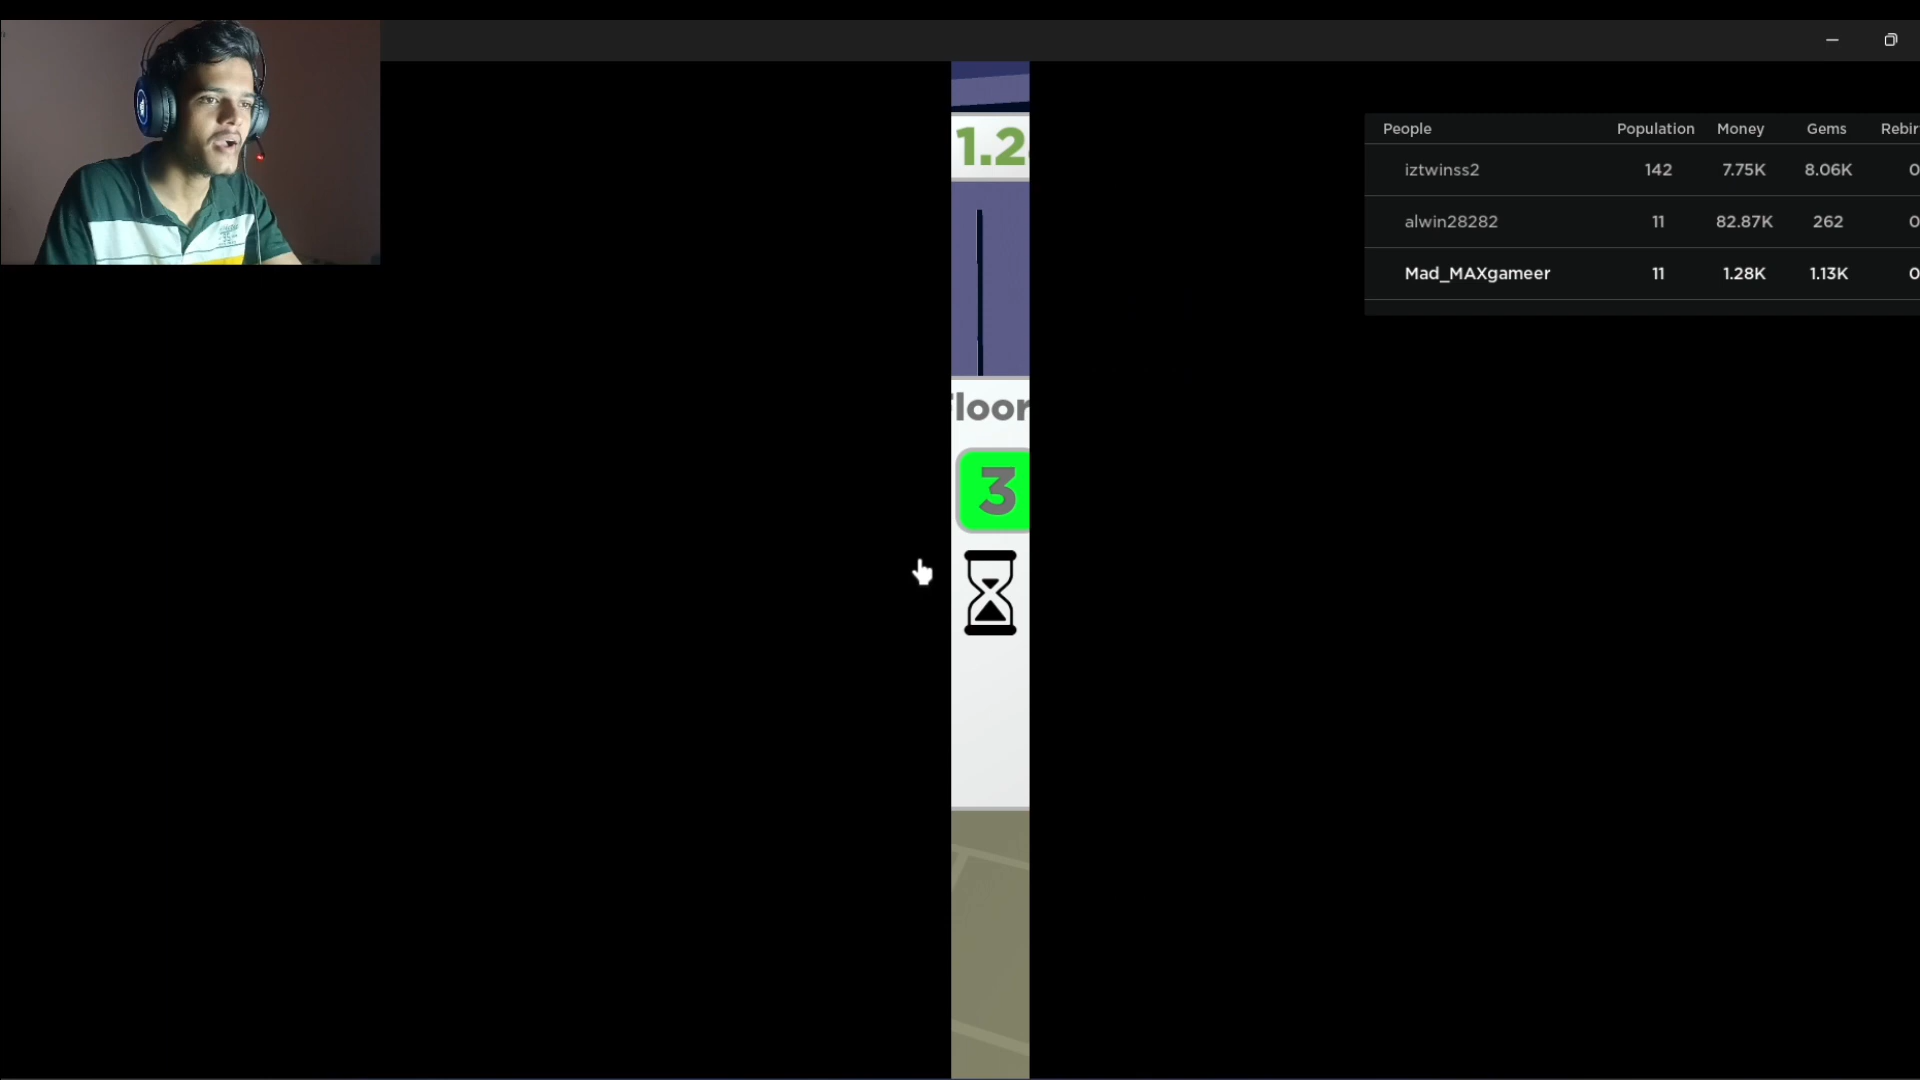 People Population Money Gems Rebir
iztwinss2 142 7.75K 8.06K 0
alwin28282 11 82.87K 262 0
Mad_MAXgameer 11 1.28K 1.13K 0
1.2
loor
3